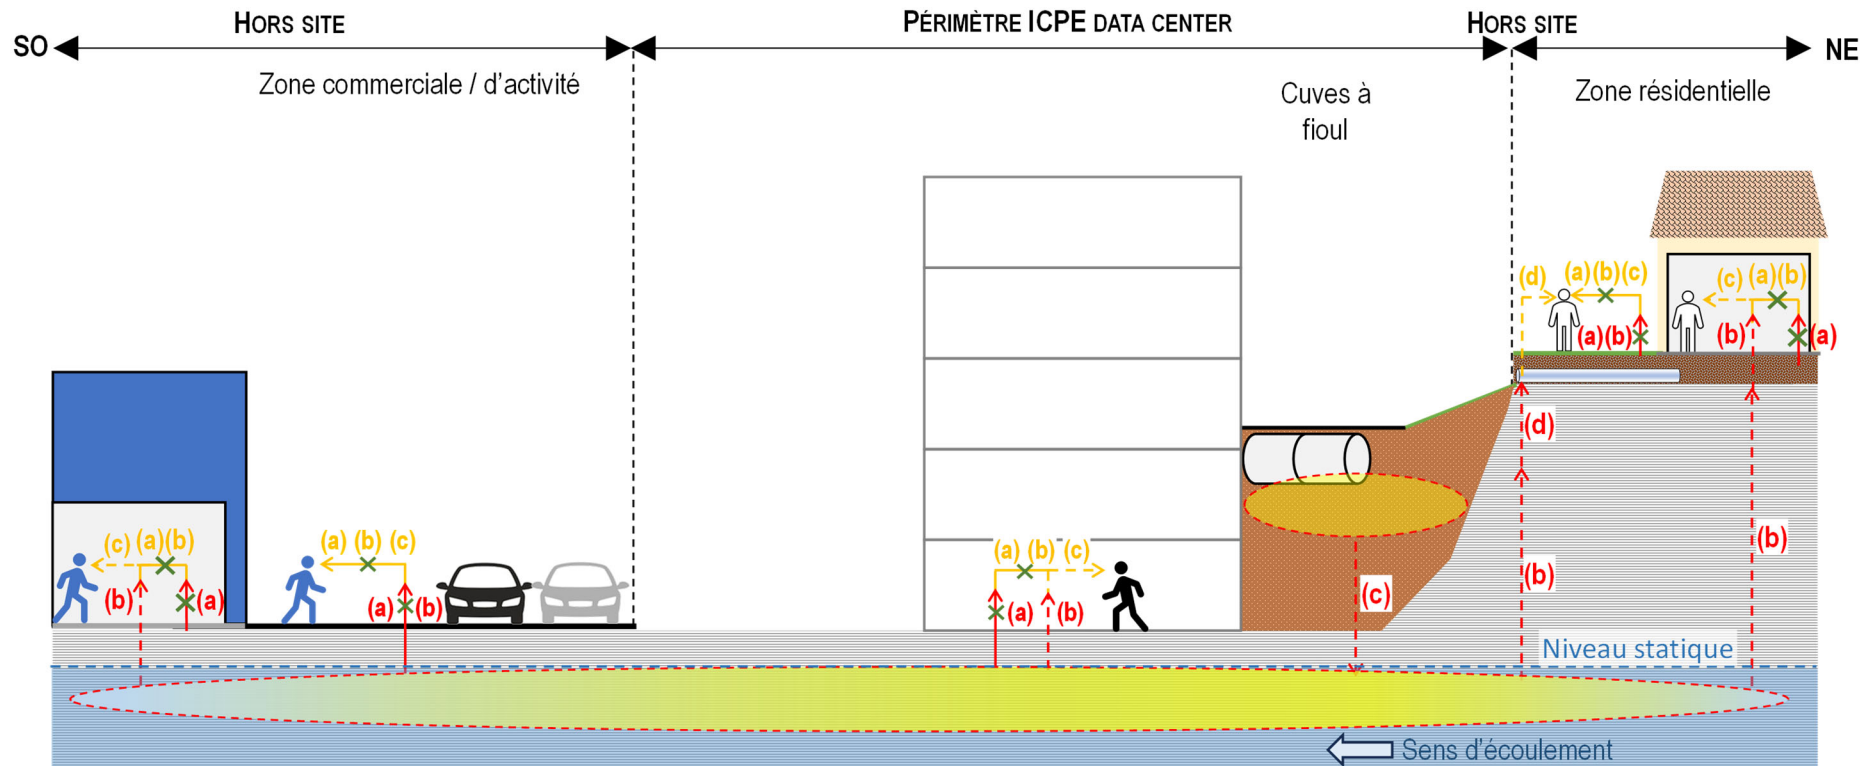 HORS SITE
PÉRIMÈTRE ICPE DATA CENTER
HORS SITE
SO
NE
Zone commerciale / d'activité
Cuves à
fioul
Zone résidentielle
(d)
(a)(b)(c)
(c)
(a)(b)
(a)(b)
(b)
(a)
(d)
(c)
(a)(b)
(b)
(a)
(a) (b) (c)
(a)
(b)
(a)
(b)
(c)
(a)
(b)
(c)
(b)
(b)
Niveau statique
Sens d'écoulement